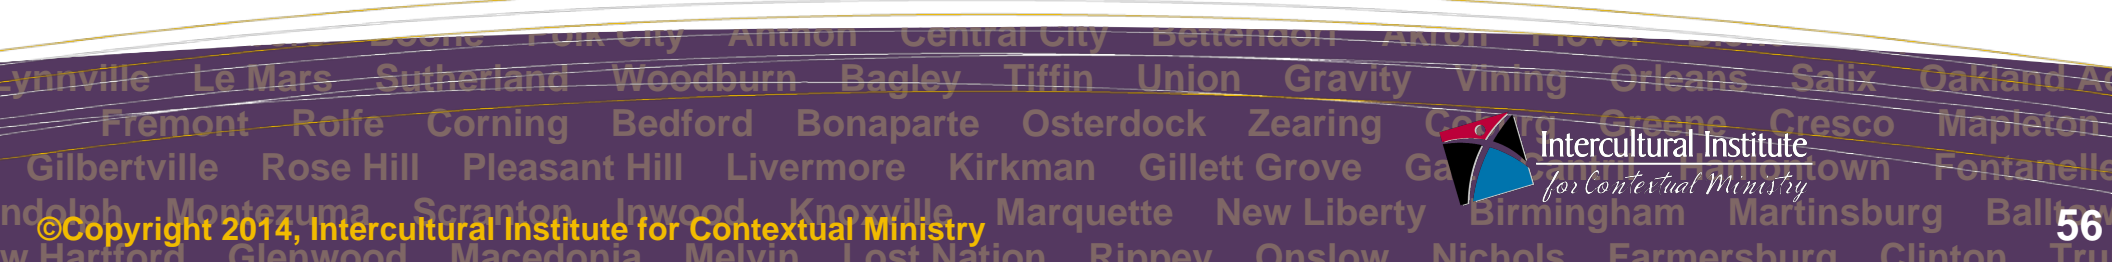 Boone Polk City Anthon Central City Bettendorf Akron Plover
Lynnville Le Mars Sutherland Woodburn Bagley Tiffin Union Gravity Vining Orleans Salix Oakland
Fremont Rolfe Corning Bedford Bonaparte Osterdock Zearing Greene Cresco Mapleton
Intercultural Institute
Gilbertville Rose Hill Pleasant Hill Livermore Kirkman Gillett Grove Fontanelle
for Contextual Ministry
Montezuma Scranton Inwood Knoxville Marquette New Liberty Birmingham Martinsburg
©Copyright 2014, Intercultural Institute for Contextual Ministry
56
Hartford Glenwood Macedonia Melvin Lost Nation Rippey Onslow Nichols Farmersburg Clinton